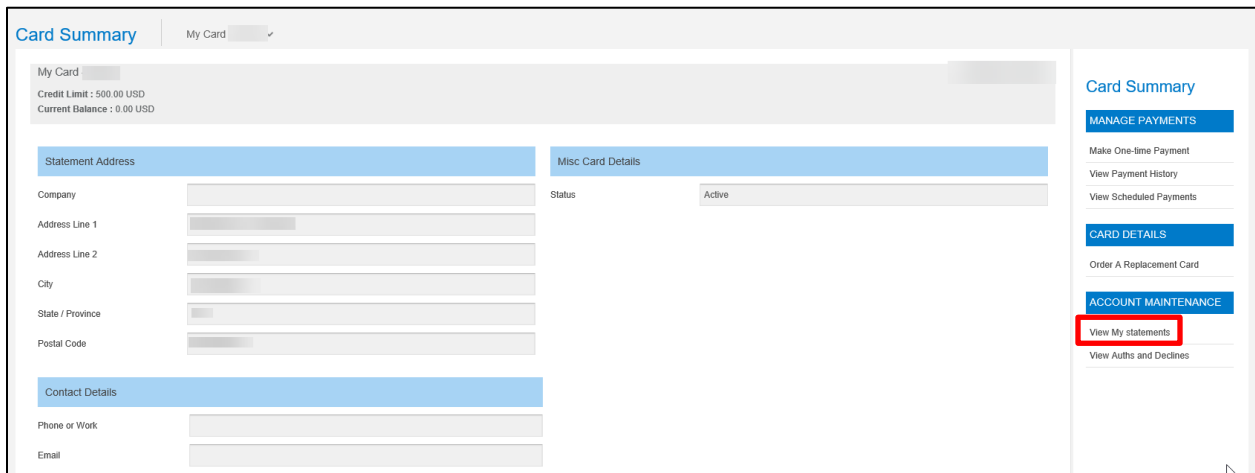 Card Summary
My Card
My Card
Credit Limit : 500.00 USD
Current Balance : 0.00 USD
Statement Address
Company
Address Line 1
Address Line 2
City
State / Province
Postal Code
Contact Details
Phone or Work
Email
Misc Card Details
Status Active
Card Summary
MANAGE PAYMENTS
Make One-time Payment
View Payment History
View Scheduled Payments
CARD DETAILS
Order A Replacement Card
ACCOUNT MAINTENANCE
View My statements
View Auths and Declines